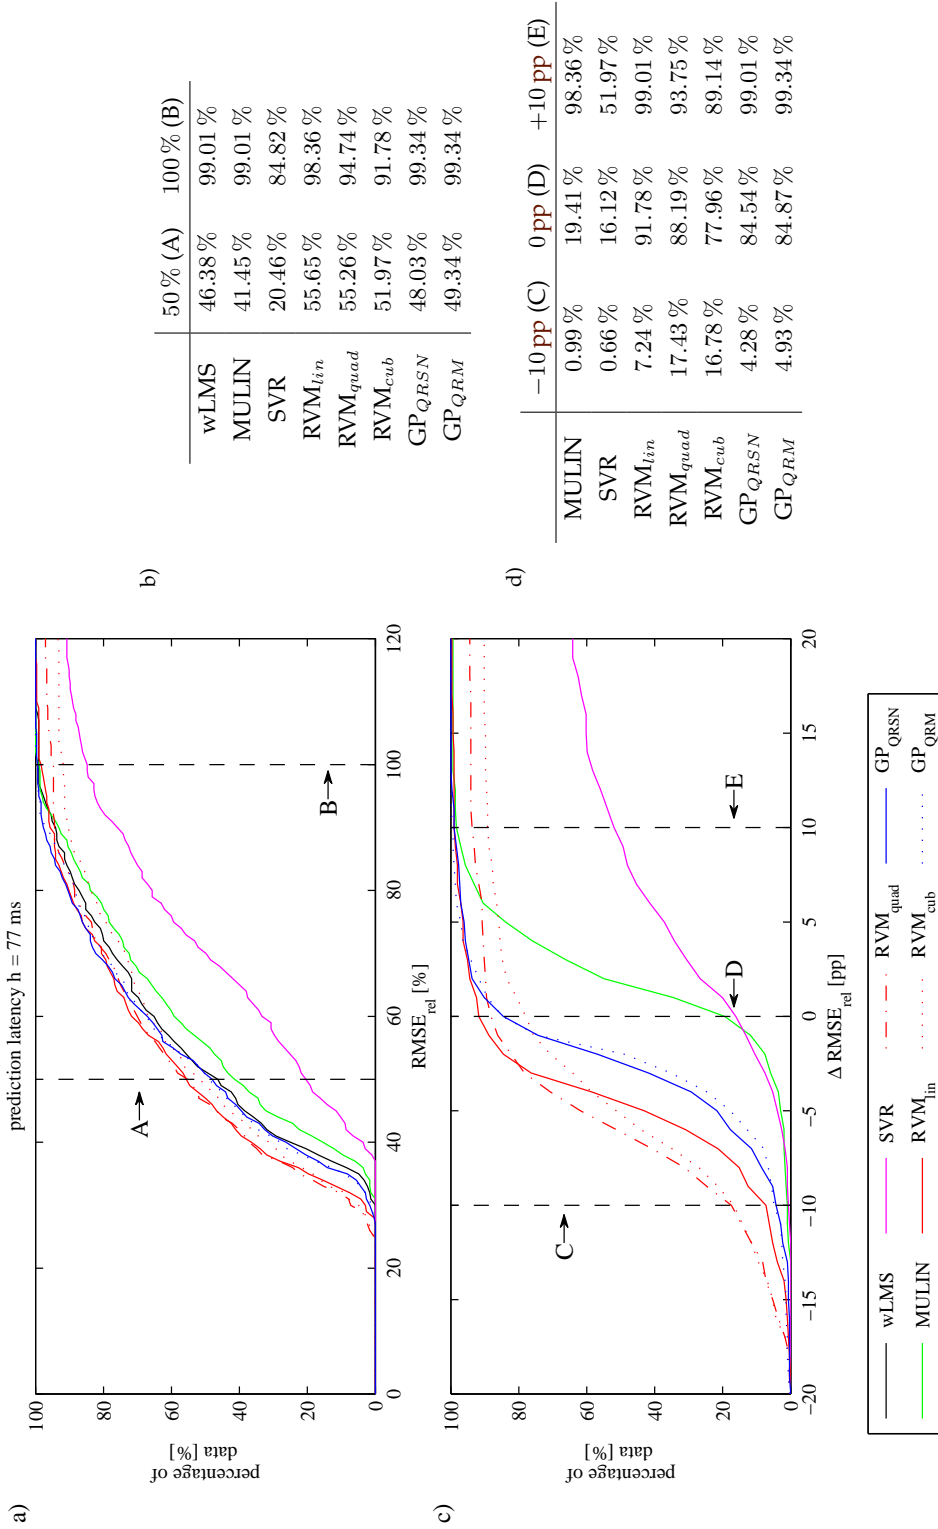 a)
prediction latency h = 77 ms
percentage of
data [%]
100
80
60
40
20
0
0
20
40
60
80
100
120
RMSE_rel [%]
A
B
b)
50 % (A) 100 % (B)
wLMS 46.38 % 99.01 %
MULIN 41.45 % 99.01 %
SVR 20.46 % 84.82 %
RVM_lin 55.65 % 98.36 %
RVM_quad 55.26 % 94.74 %
RVM_cub 51.97 % 91.78 %
GP_QRSN 48.03 % 99.34 %
GP_QRM 49.34 % 99.34 %
c)
percentage of
data [%]
100
80
60
40
20
0
−20
−15
−10
−5
0
5
10
15
20
Δ RMSE_rel [pp]
C
D
E
d)
−10 pp (C) 0 pp (D) +10 pp (E)
MULIN 0.99 % 19.41 % 98.36 %
SVR 0.66 % 16.12 % 51.97 %
RVM_lin 7.24 % 91.78 % 99.01 %
RVM_quad 17.43 % 88.19 % 93.75 %
RVM_cub 16.78 % 77.96 % 89.14 %
GP_QRSN 4.28 % 84.54 % 99.01 %
GP_QRM 4.93 % 84.87 % 99.34 %
wLMS SVR RVM_quad GP_QRSN
MULIN RVM_lin RVM_cub GP_QRM